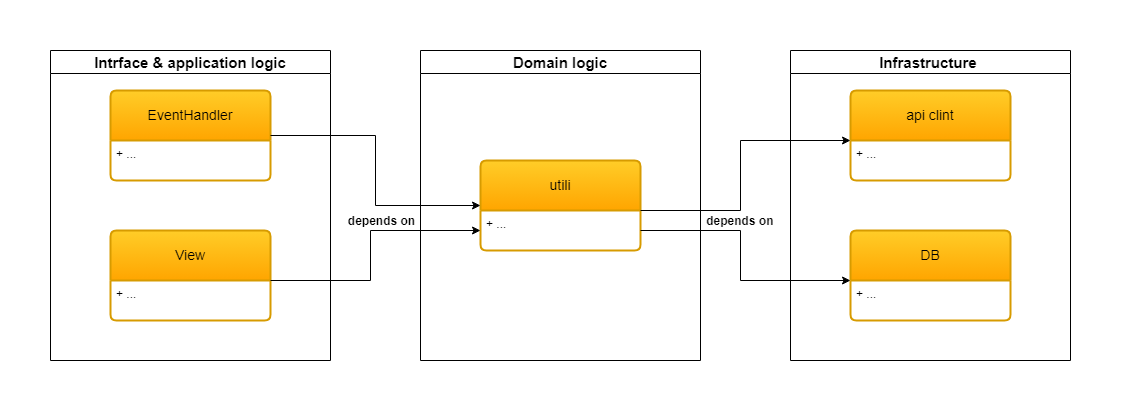 Intrface & application logic
EventHandler
+ ...
View
+ ...
depends on
Domain logic
utili
+ ...
depends on
Infrastructure
api clint
+ ...
DB
+ ...